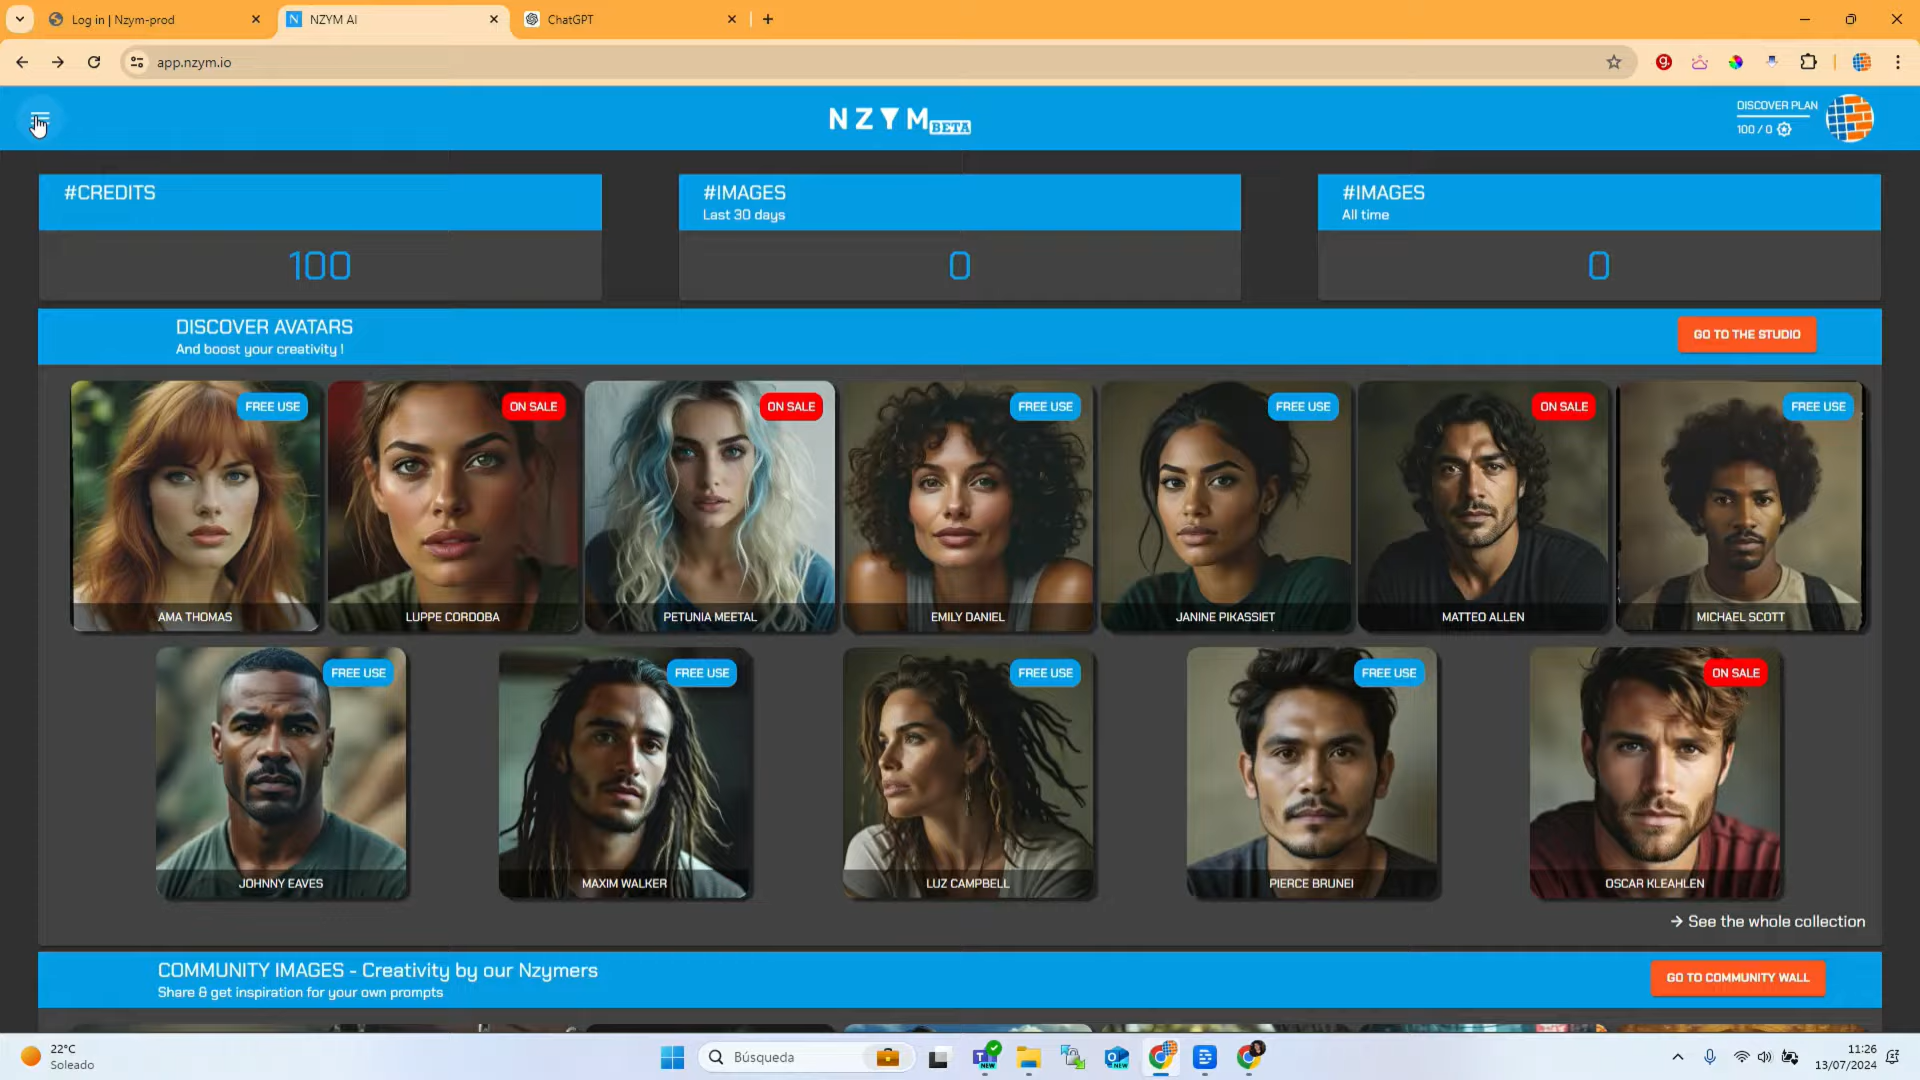 Log in | Nzym-prod
NZYM AI
ChatGPT
app.nzym.io
NZYM BETA
DISCOVER PLAN
100 / 0
#CREDITS
100
#IMAGES
Last 30 days
0
#IMAGES
All time
0
DISCOVER AVATARS
And boost your creativity !
GO TO THE STUDIO
FREE USE
ON SALE
ON SALE
FREE USE
FREE USE
ON SALE
FREE USE
AMA THOMAS
LUPPE CORDOBA
PETUNIA MEETAL
EMILY DANIEL
JANINE PIKASSIET
MATTEO ALLEN
MICHAEL SCOTT
FREE USE
FREE USE
FREE USE
FREE USE
ON SALE
JOHNNY EAVES
MAXIM WALKER
LUZ CAMPBELL
PIERCE BRUNEI
OSCAR KLEAHLEN
→ See the whole collection
COMMUNITY IMAGES - Creativity by our Nzymers
Share & get inspiration for your own prompts
GO TO COMMUNITY WALL
22°C
Soleado
Búsqueda
NEW
NEW
11:26
13/07/2024